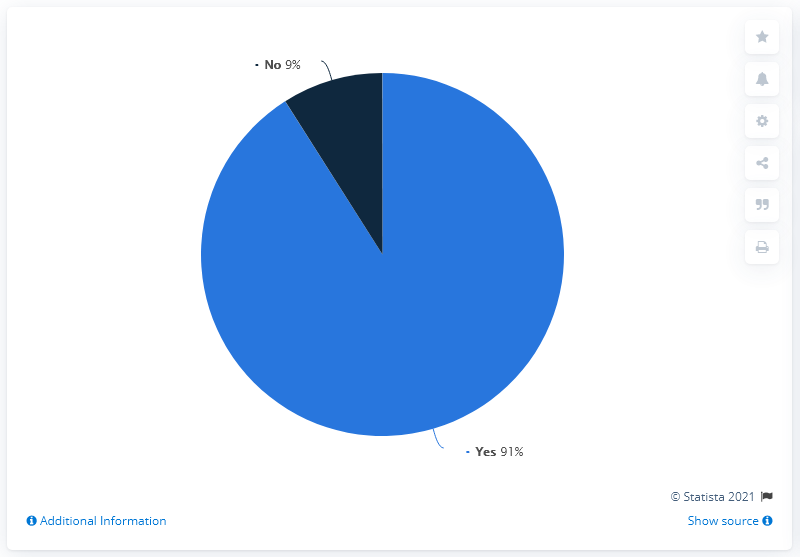 No 9%
Yes 91%
© Statista 2021
Additional Information
Show source